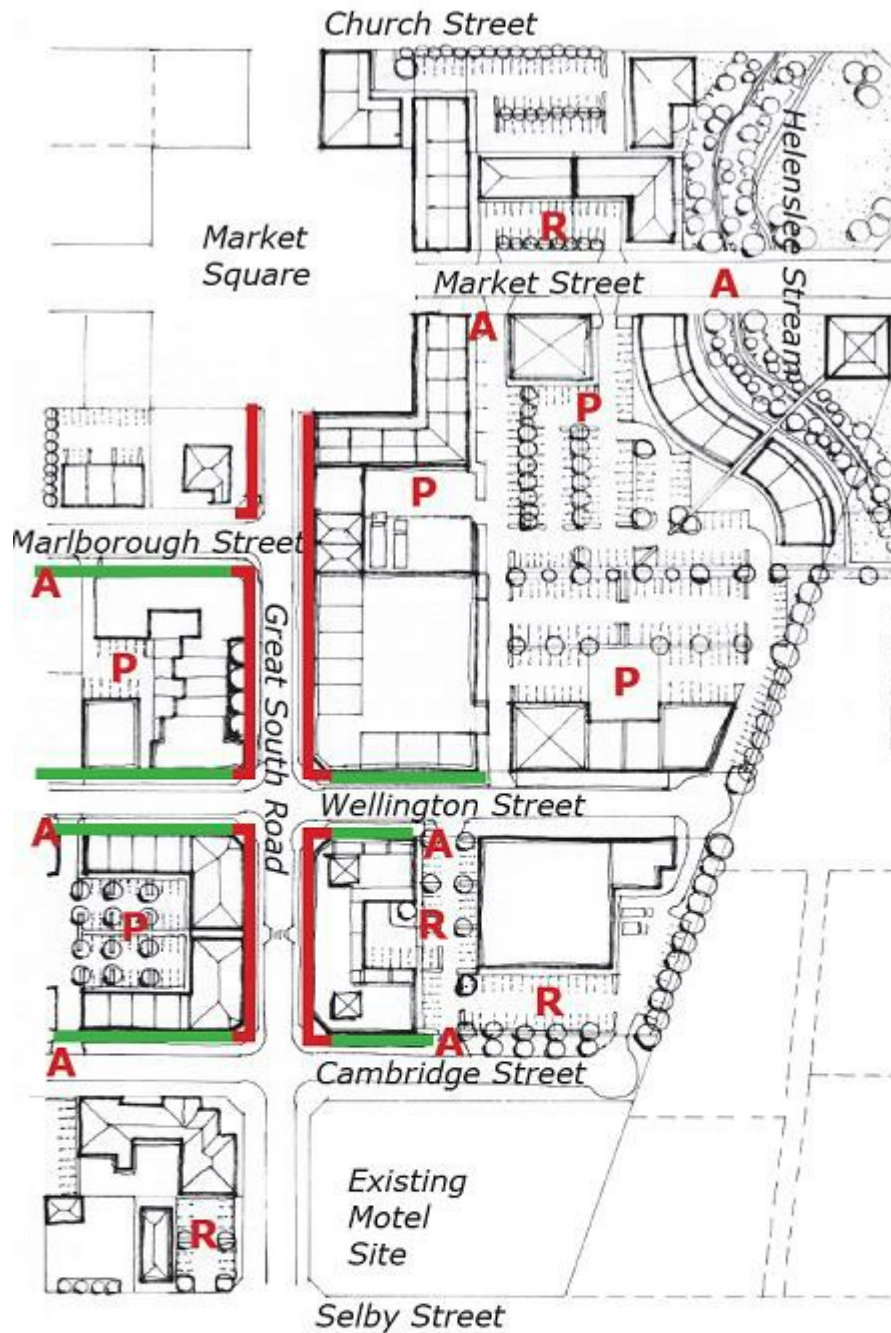 Church Street
Helenslee Stream
R
Market
Square
Market Street
A
A
P
P
Marlborough Street
A
Great South Road
P
P
Wellington Street
A
A
P
R
R
A
A
Cambridge Street
Existing
Motel
Site
R
Selby Street